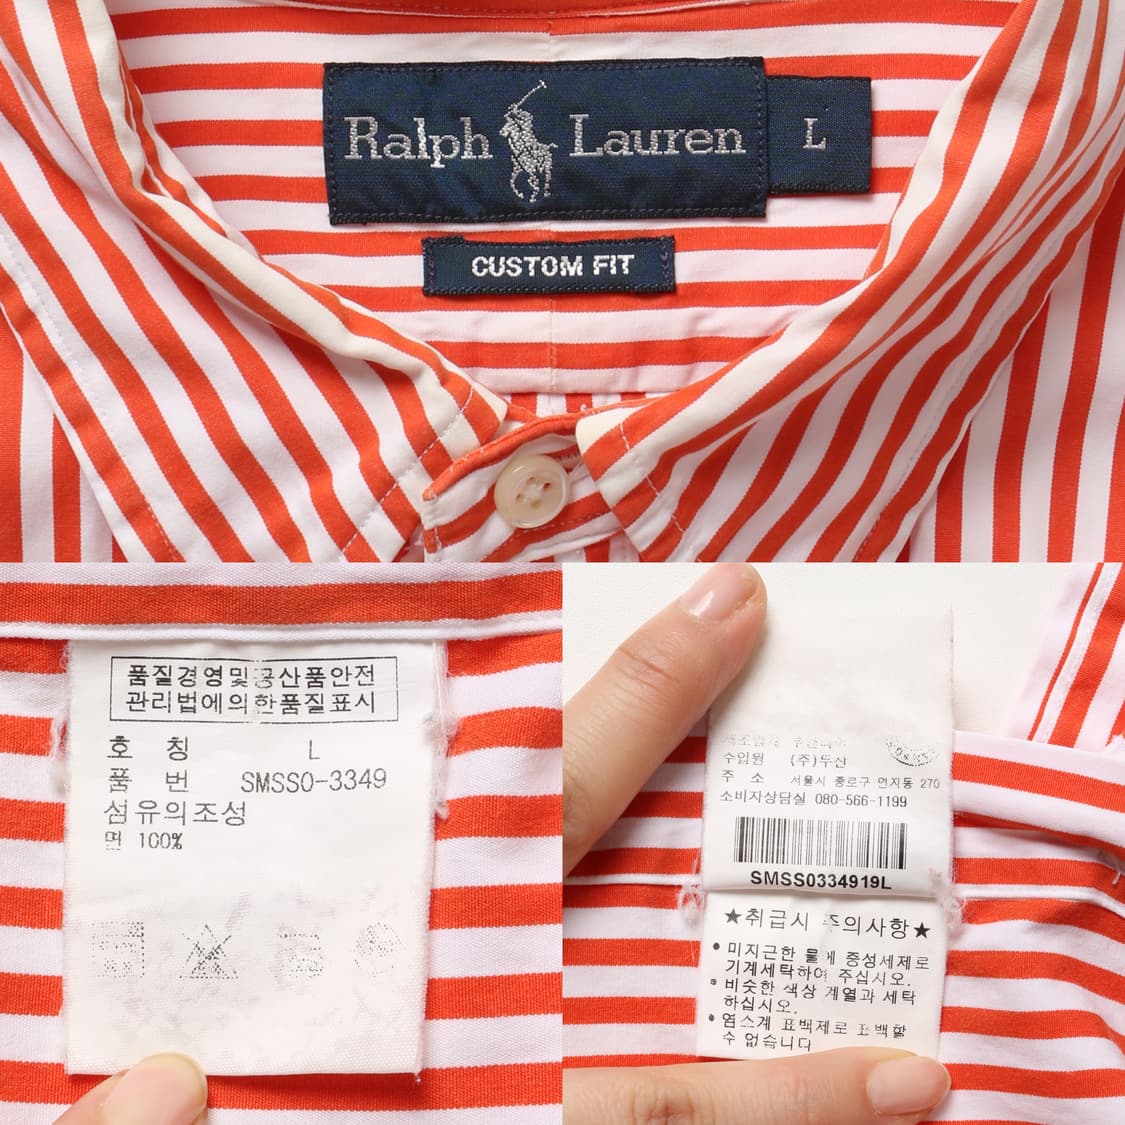 Ralph Lauren
L
CUSTOM FIT
품질경영및공산품안전
관리법에의한품질표시
호 칭 L
품 번 SMSS0-3349
섬유의조성
면 100%
수입원 (주)두산
주 소 서울시 종로구 연지동 270
소비자상담실 080-566-1199
SMSS0334919L
★취급시 주의사항★
• 미지근한 물에 중성세제로
기계세탁하여 주십시오.
• 비슷한 색상 계열과 세탁
하십시오.
• 염소계 표백제로 표백할
수 없습니다